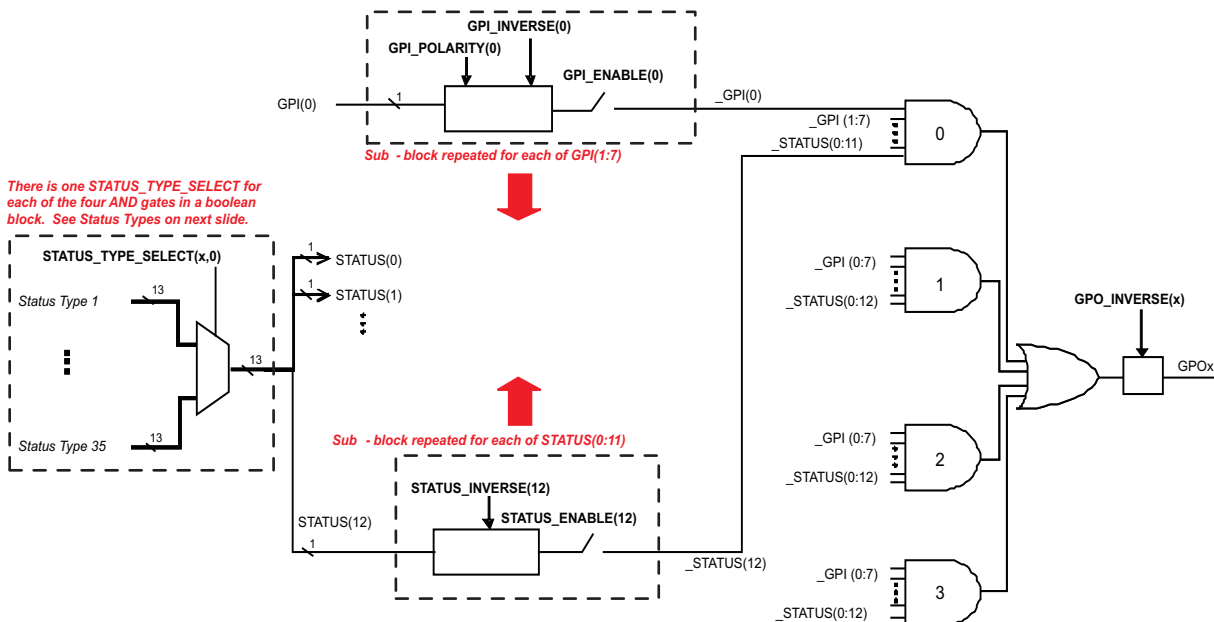 GPI_INVERSE(0)
GPI_POLARITY(0)
GPI_ENABLE(0)
GPI(0)
1
_GPI(0)
_GPI (1:7)
_STATUS(0:11)
0
Sub - block repeated for each of GPI(1:7)
There is one STATUS_TYPE_SELECT for
each of the four AND gates in a boolean
block. See Status Types on next slide.
STATUS_TYPE_SELECT(x,0)
Status Type 1
13
13
Status Type 35
13
1
STATUS(0)
1
STATUS(1)
_GPI (0:7)
_STATUS(0:12)
1
GPO_INVERSE(x)
GPOx
Sub - block repeated for each of STATUS(0:11)
STATUS_INVERSE(12)
STATUS_ENABLE(12)
STATUS(12)
1
_STATUS(12)
_GPI (0:7)
_STATUS(0:12)
2
_GPI (0:7)
_STATUS(0:12)
3